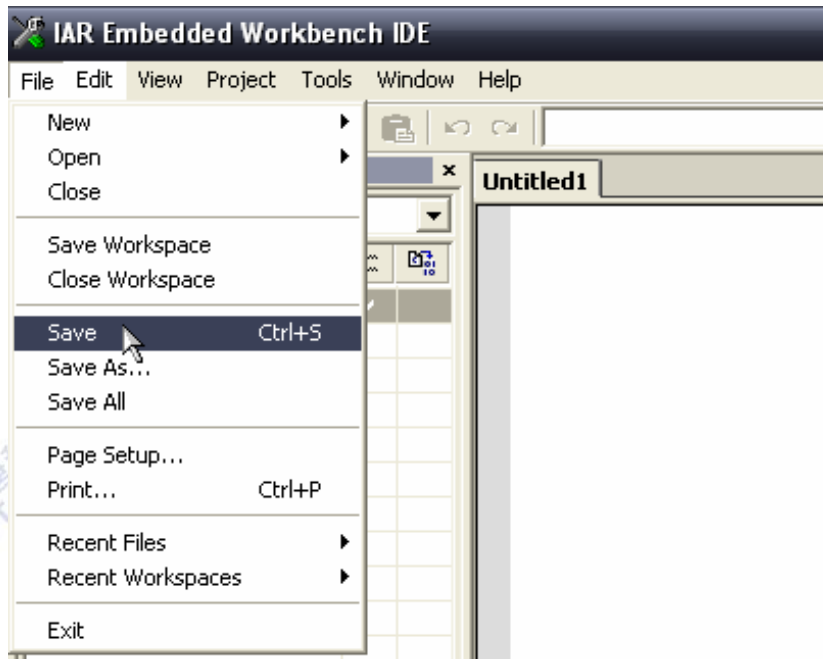 IAR Embedded Workbench IDE
File Edit View Project Tools Window Help
New
Open
Close
Untitled1
Save Workspace
Close Workspace
Save Ctrl+S
Save As...
Save All
Page Setup...
Print... Ctrl+P
Recent Files
Recent Workspaces
Exit